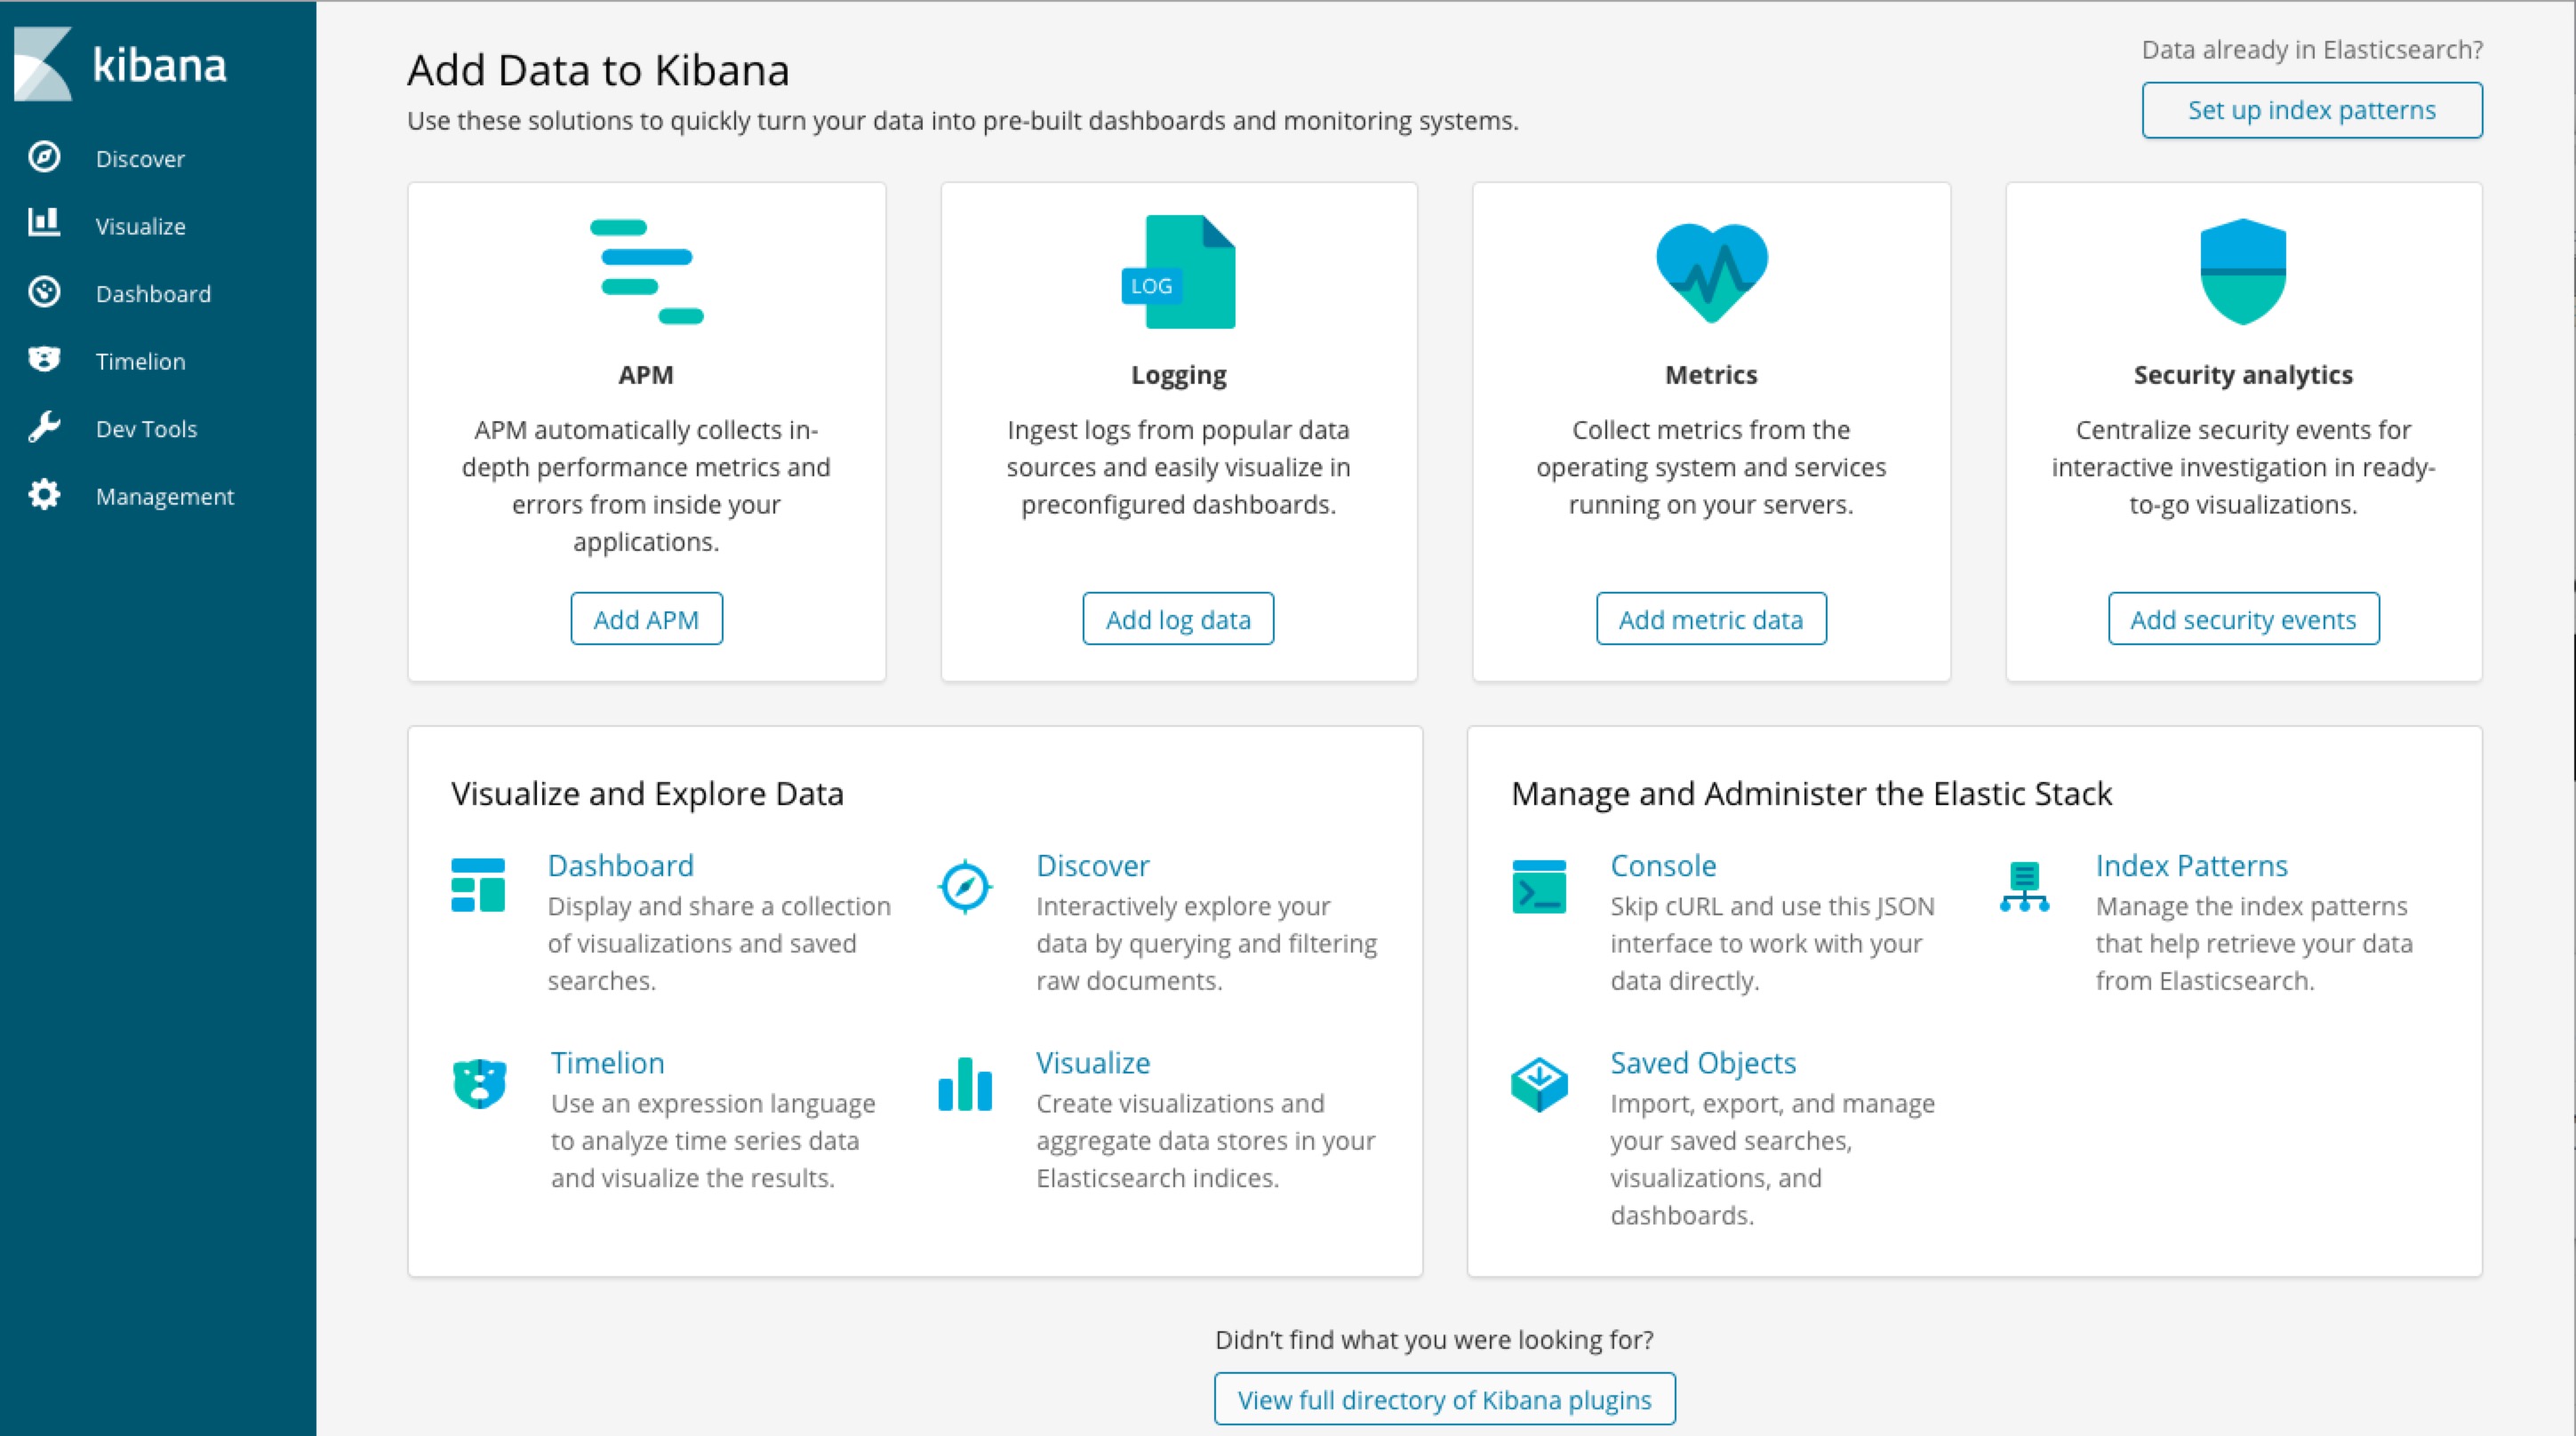 kibana
Discover
Visualize
Dashboard
Timelion
Dev Tools
Management
Add Data to Kibana
Use these solutions to quickly turn your data into pre-built dashboards and monitoring systems.
Data already in Elasticsearch?
Set up index patterns
APM
APM automatically collects in-
depth performance metrics and
errors from inside your
applications.
Add APM
LOG
Logging
Ingest logs from popular data
sources and easily visualize in
preconfigured dashboards.
Add log data
Metrics
Collect metrics from the
operating system and services
running on your servers.
Add metric data
Security analytics
Centralize security events for
interactive investigation in ready-
to-go visualizations.
Add security events
Visualize and Explore Data
Dashboard
Display and share a collection
of visualizations and saved
searches.
Discover
Interactively explore your
data by querying and filtering
raw documents.
Timelion
Use an expression language
to analyze time series data
and visualize the results.
Visualize
Create visualizations and
aggregate data stores in your
Elasticsearch indices.
Manage and Administer the Elastic Stack
Console
Skip cURL and use this JSON
interface to work with your
data directly.
Index Patterns
Manage the index patterns
that help retrieve your data
from Elasticsearch.
Saved Objects
Import, export, and manage
your saved searches,
visualizations, and
dashboards.
Didn't find what you were looking for?
View full directory of Kibana plugins